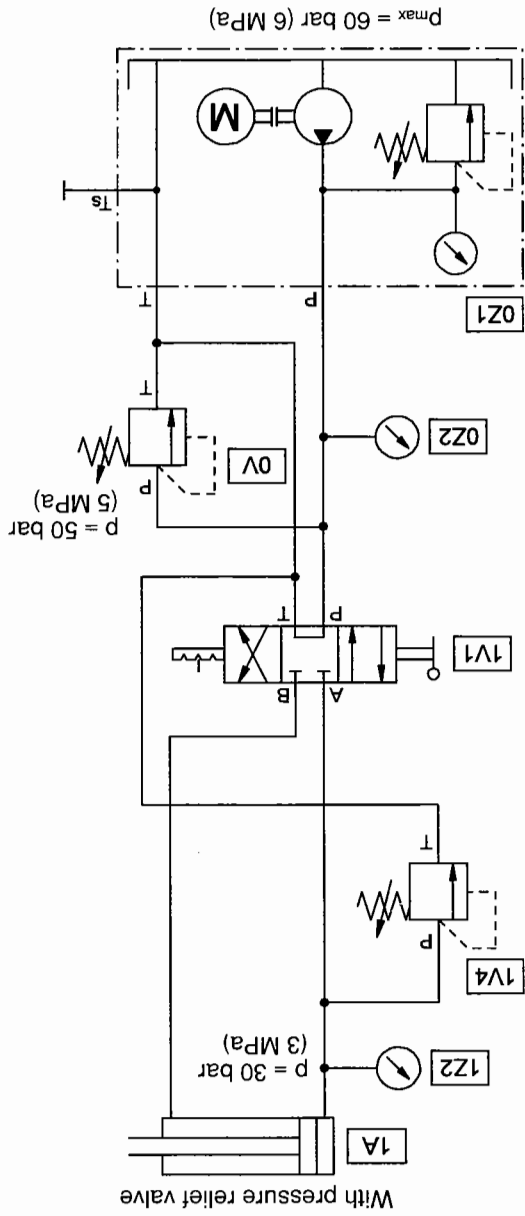 With pressure relief valve
1A
1Z2
p = 30 bar
(3 MPa)
1V4
P
T
A B
1V1
P T
p = 50 bar
(5 MPa)
P
0V
T
0Z2
0Z1
P T
Ts
M
pmax = 60 bar (6 MPa)